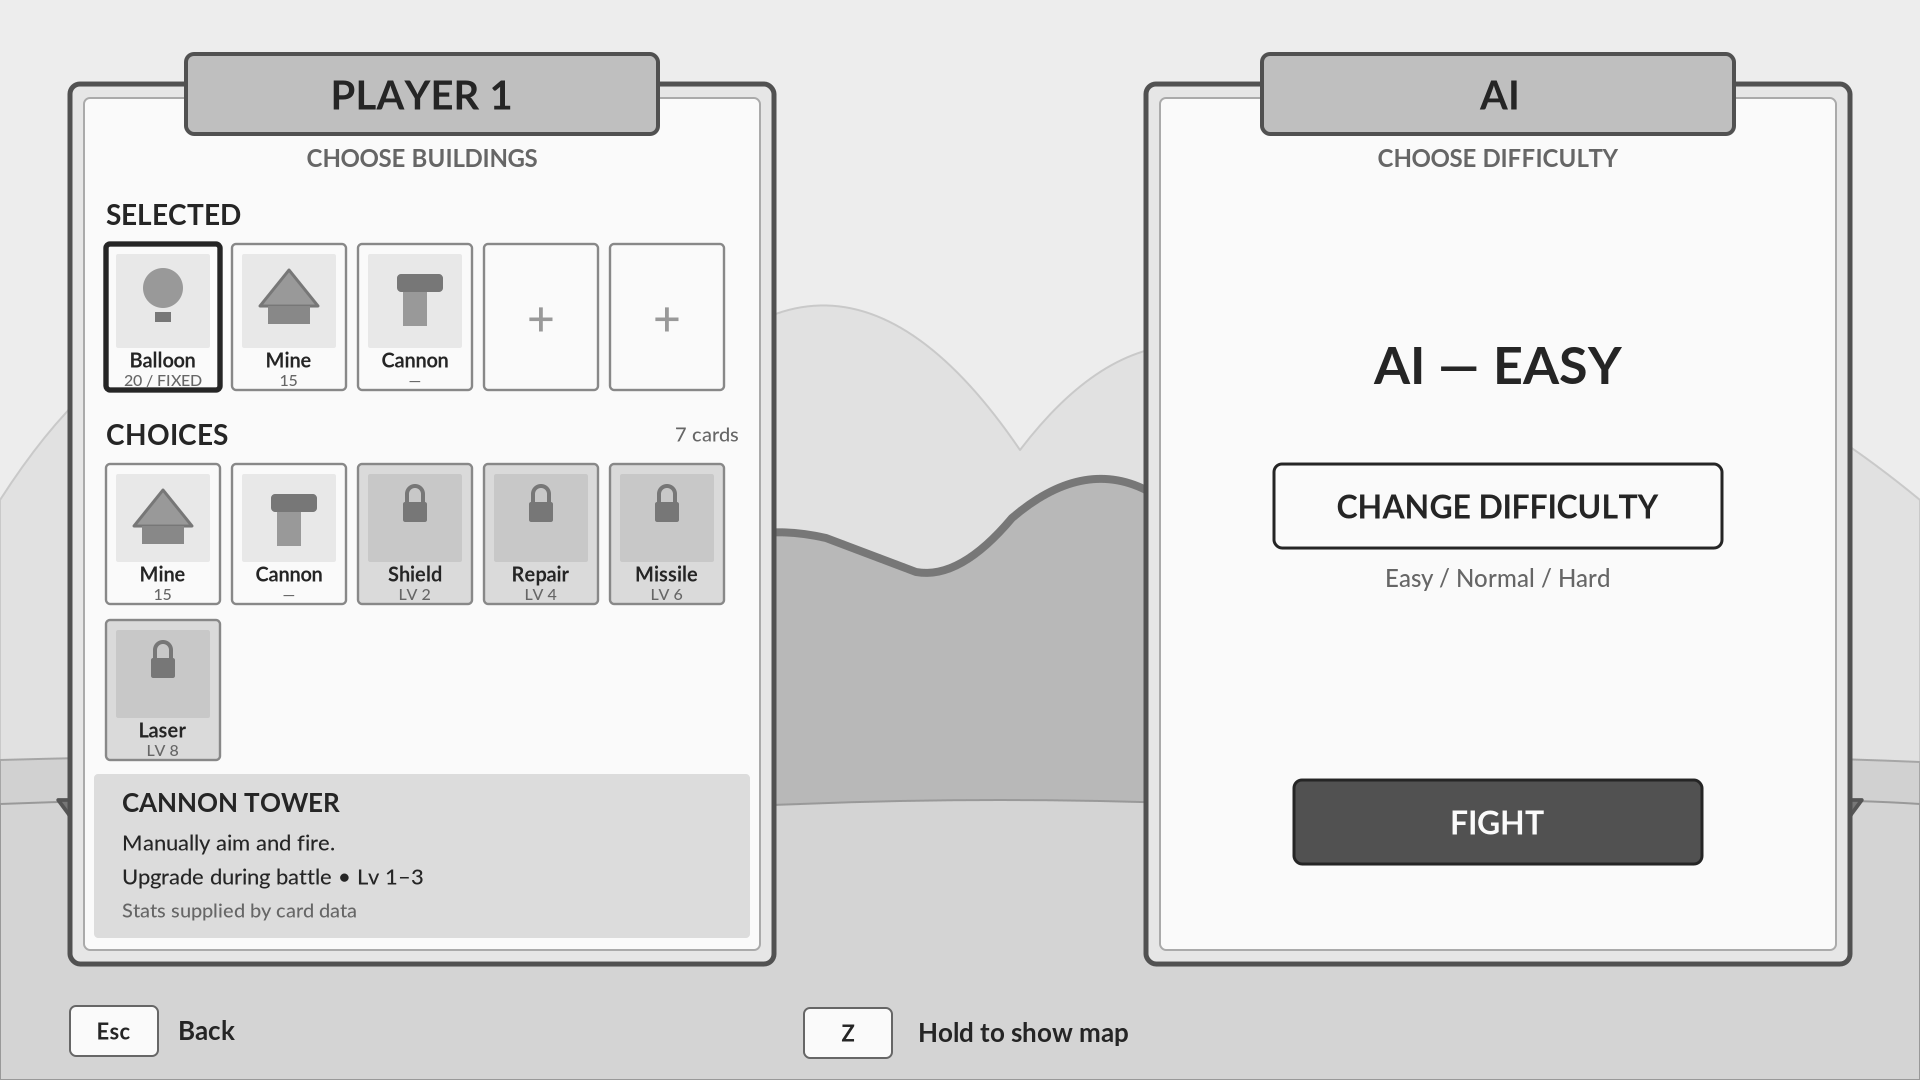 PLAYER 1
CHOOSE BUILDINGS
SELECTED
Balloon
20 / FIXED
Mine
15
Cannon
—
+
+
CHOICES
7 cards
Mine
15
Cannon
—
Shield
LV 2
Repair
LV 4
Missile
LV 6
Laser
LV 8
CANNON TOWER
Manually aim and fire.
Upgrade during battle • Lv 1–3
Stats supplied by card data
AI
CHOOSE DIFFICULTY
AI — EASY
CHANGE DIFFICULTY
Easy / Normal / Hard
FIGHT
Esc
Back
Z
Hold to show map